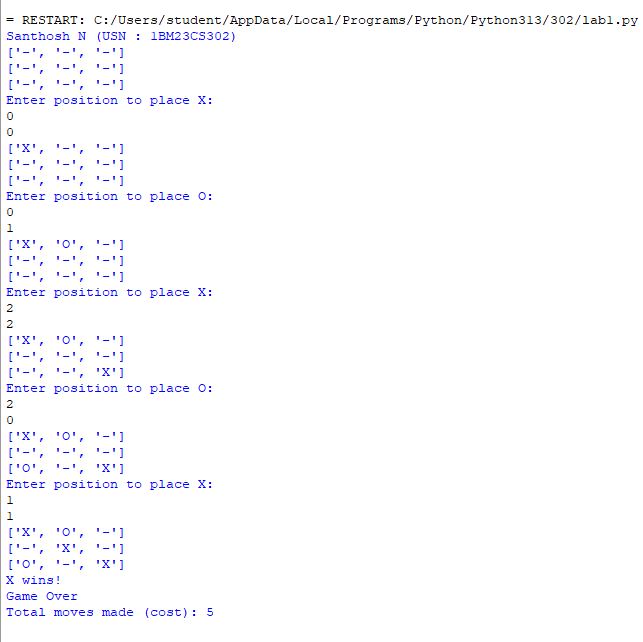 = RESTART: C:/Users/student/AppData/Local/Programs/Python/Python313/302/lab1.py
Santhosh N (USN : 1BM23CS302)
['-', '-', '-']
['-', '-', '-']
['-', '-', '-']
Enter position to place X:
0
0
['X', '-', '-']
['-', '-', '-']
['-', '-', '-']
Enter position to place O:
0
1
['X', 'O', '-']
['-', '-', '-']
['-', '-', '-']
Enter position to place X:
2
2
['X', 'O', '-']
['-', '-', '-']
['-', '-', 'X']
Enter position to place O:
2
0
['X', 'O', '-']
['-', '-', '-']
['O', '-', 'X']
Enter position to place X:
1
1
['X', 'O', '-']
['-', 'X', '-']
['O', '-', 'X']
X wins!
Game Over
Total moves made (cost): 5